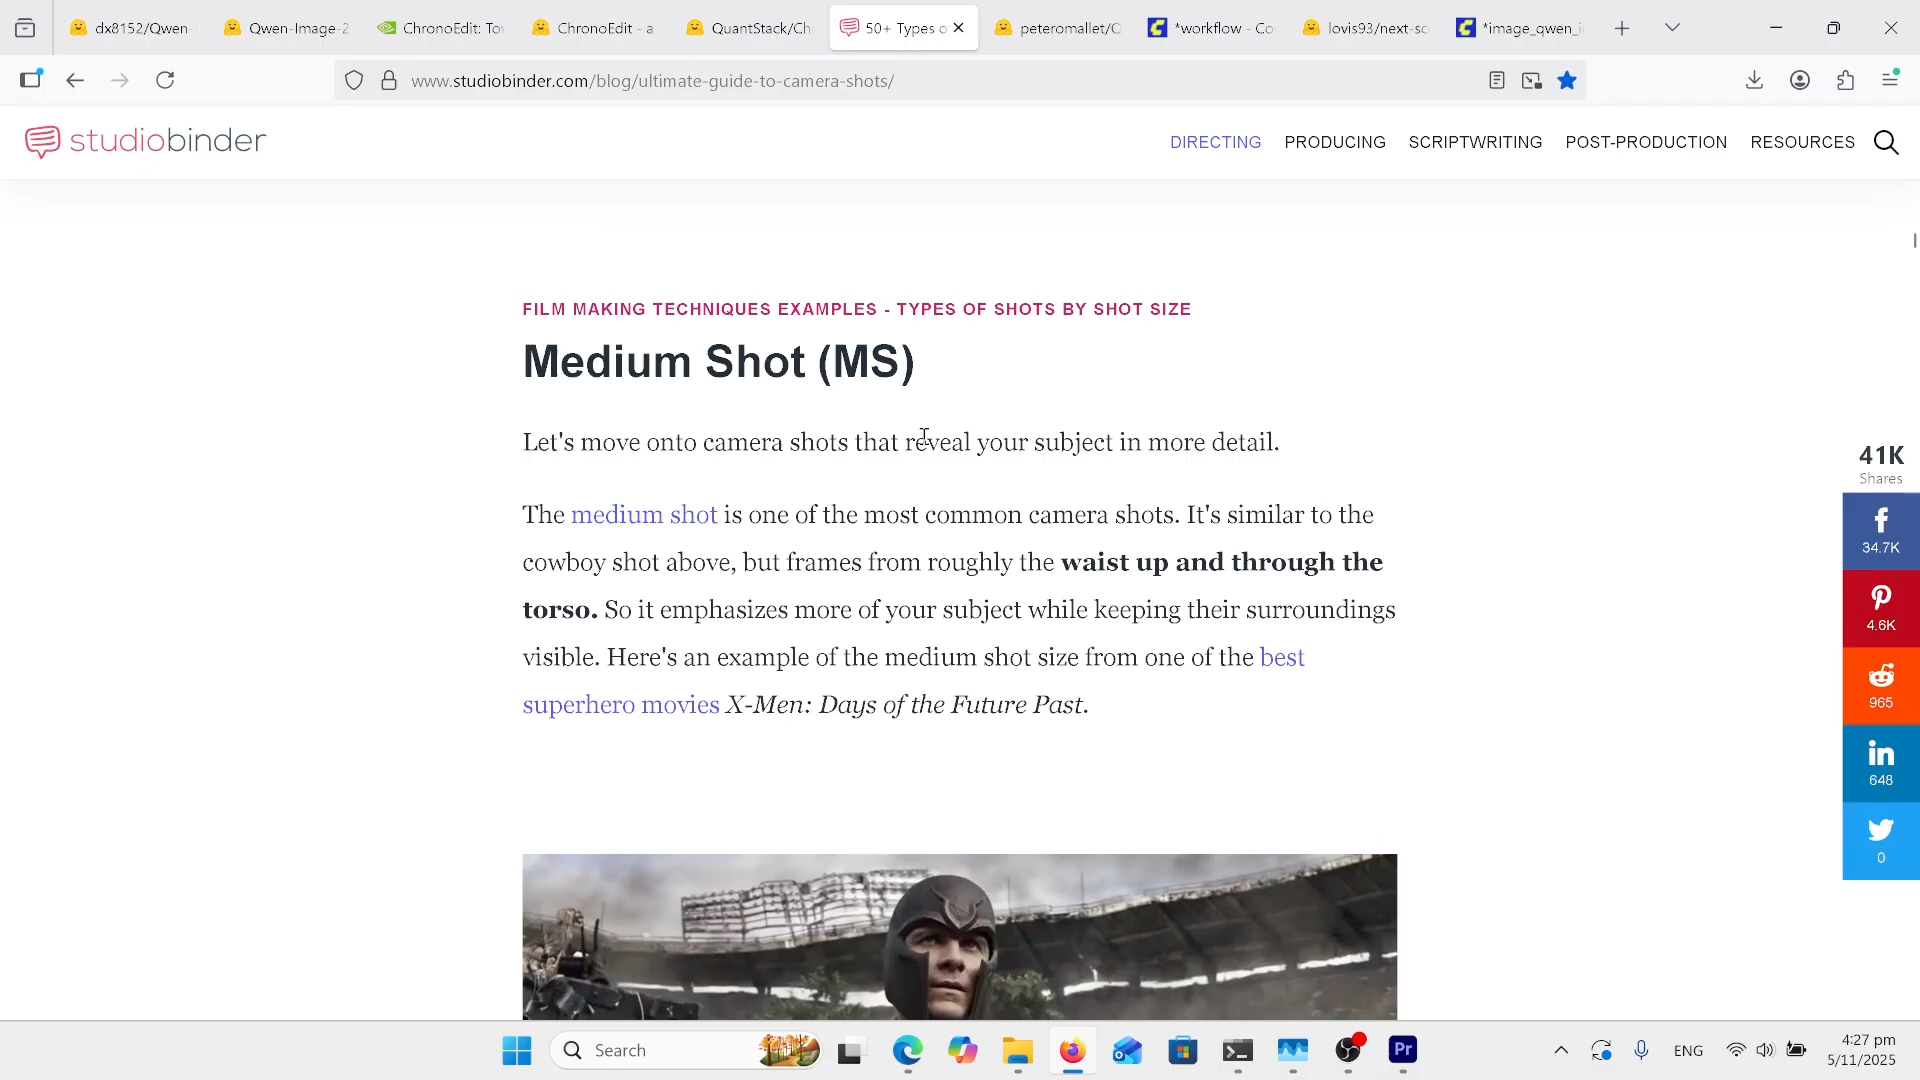 dx8152/Qwen-
Qwen-Image-2
ChronoEdit: To
ChronoEdit - a
QuantStack/Ch
50+ Types o
peteromallet/Q
*workflow - Co
lovis93/next-sc
*image_qwen_i
www.studiobinder.com/blog/ultimate-guide-to-camera-shots/
studiobinder
DIRECTING
PRODUCING
SCRIPTWRITING
POST-PRODUCTION
RESOURCES
FILM MAKING TECHNIQUES EXAMPLES - TYPES OF SHOTS BY SHOT SIZE
Medium Shot (MS)
Let's move onto camera shots that reveal your subject in more detail.
The medium shot is one of the most common camera shots. It's similar to the
cowboy shot above, but frames from roughly the waist up and through the
torso. So it emphasizes more of your subject while keeping their surroundings
visible. Here's an example of the medium shot size from one of the best
superhero movies X-Men: Days of the Future Past.
41K
Shares
34.7K
4.6K
965
in
648
0
Search
Pr
ENG
4:27 pm
5/11/2025